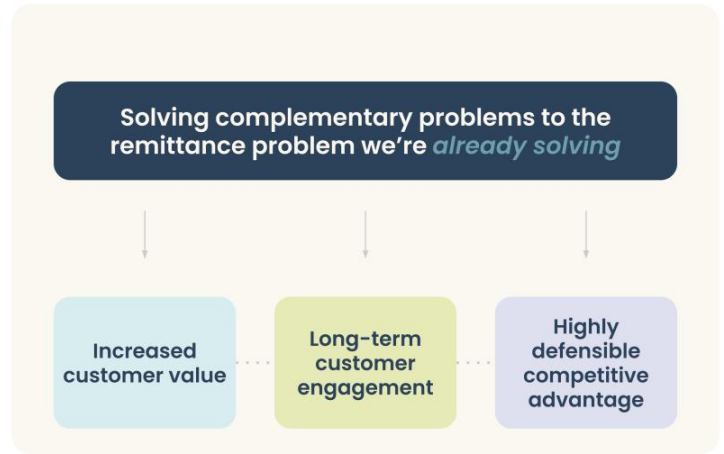 Solving complementary problems to the
remittance problem we’re already solving
Increased
customer value
Long-term
customer
engagement
Highly
defensible
competitive
advantage